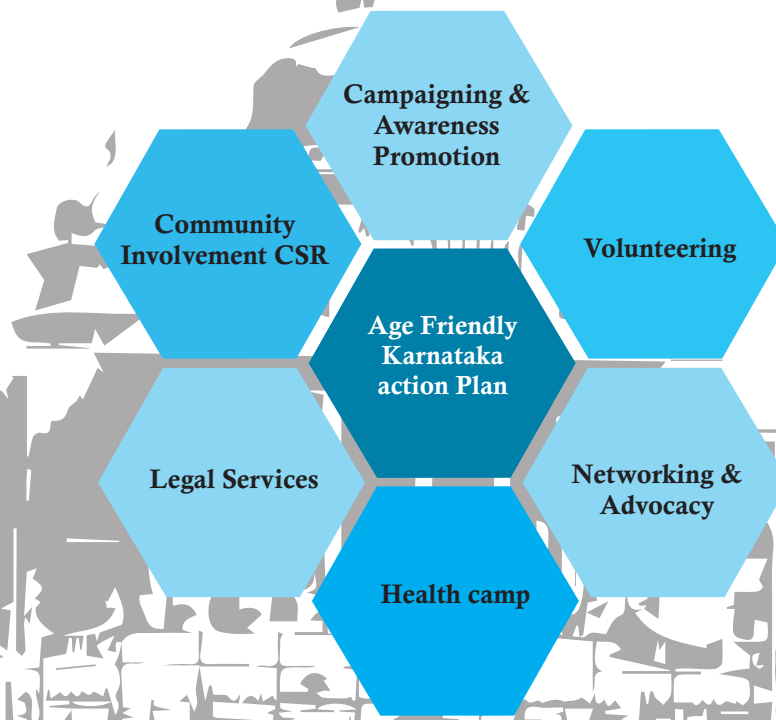 Campaigning &
Awareness
Promotion
Community
Involvement CSR
Volunteering
Age Friendly
Karnataka
action Plan
Legal Services
Networking &
Advocacy
Health camp